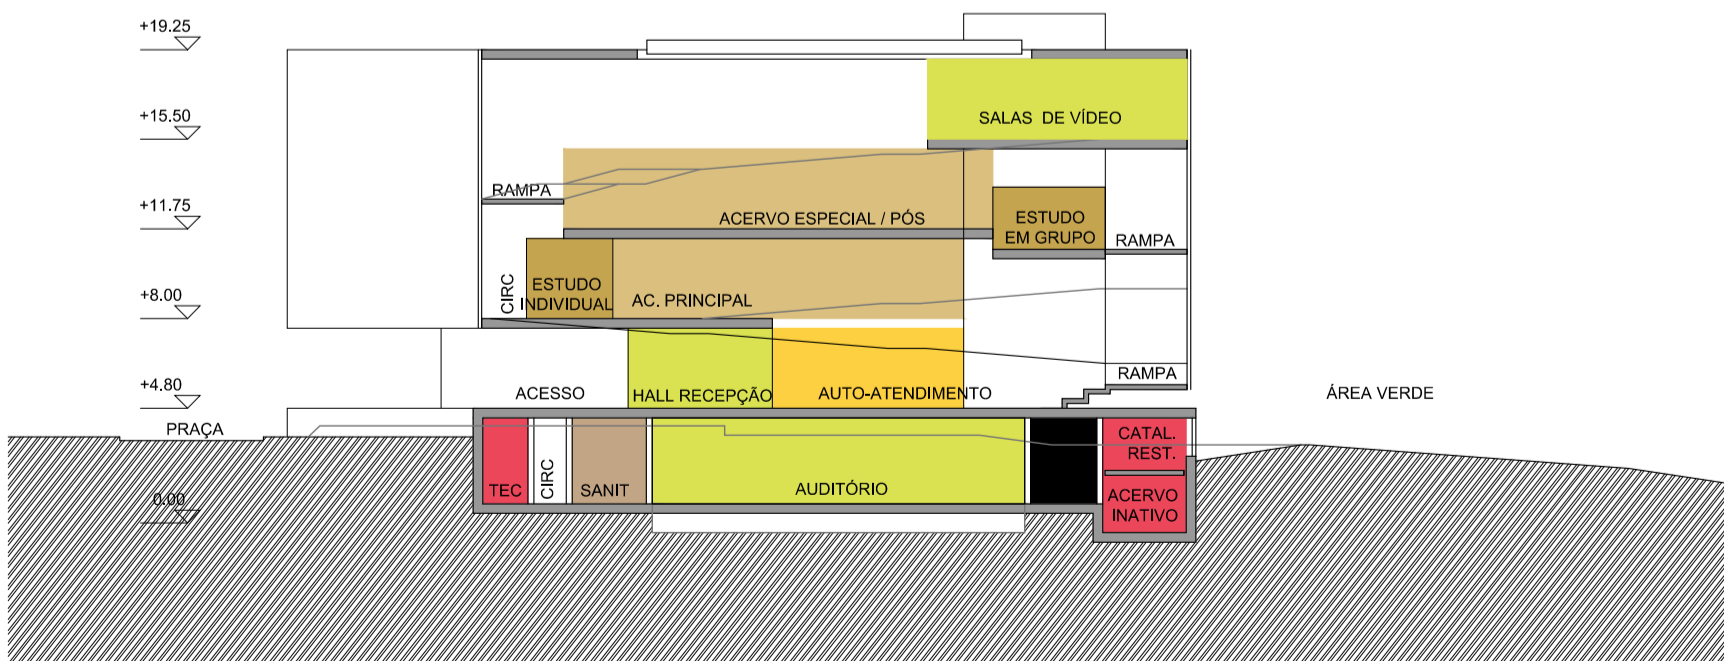 +19.25
+15.50
SALAS DE VÍDEO
RAMPA
+11.75
ACERVO ESPECIAL / PÓS
ESTUDO
EM GRUPO
RAMPA
+8.00
CIRC
ESTUDO
INDIVIDUAL
AC. PRINCIPAL
RAMPA
+4.80
ACESSO
HALL RECEPÇÃO
AUTO-ATENDIMENTO
ÁREA VERDE
PRAÇA
CATAL.
REST.
TEC
CIRC
SANIT
AUDITÓRIO
ACERVO
INATIVO
0.00